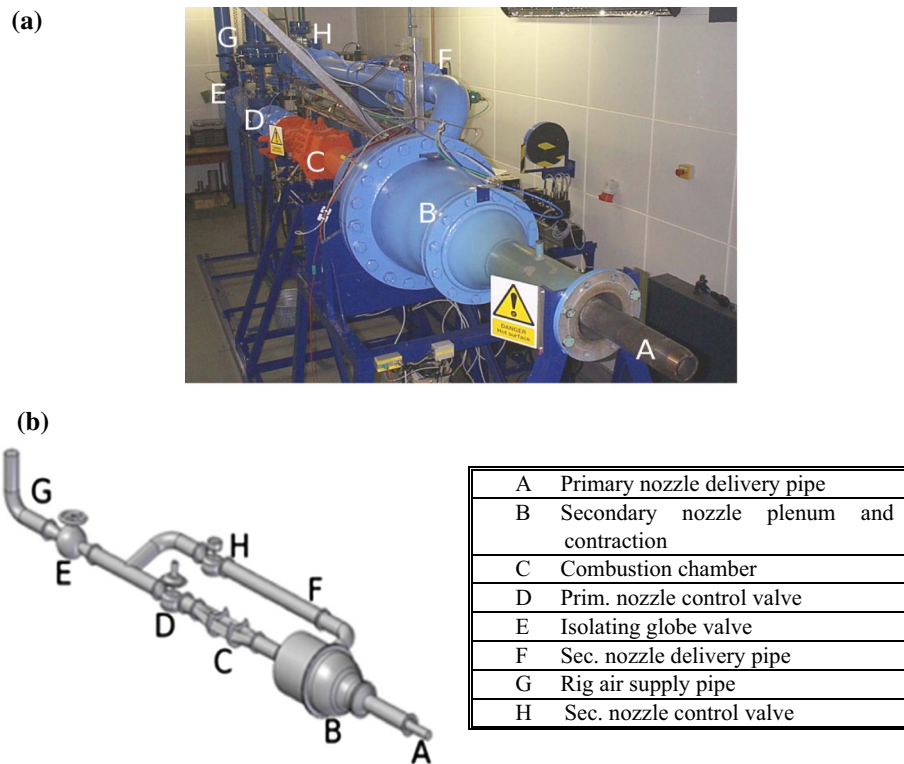 (a)
G
H
F
E
D
C
B
DANGER
Hot surface
A
(b)
G
H
E
F
D
C
B
A
A Primary nozzle delivery pipe
B Secondary nozzle plenum and
contraction
C Combustion chamber
D Prim. nozzle control valve
E Isolating globe valve
F Sec. nozzle delivery pipe
G Rig air supply pipe
H Sec. nozzle control valve